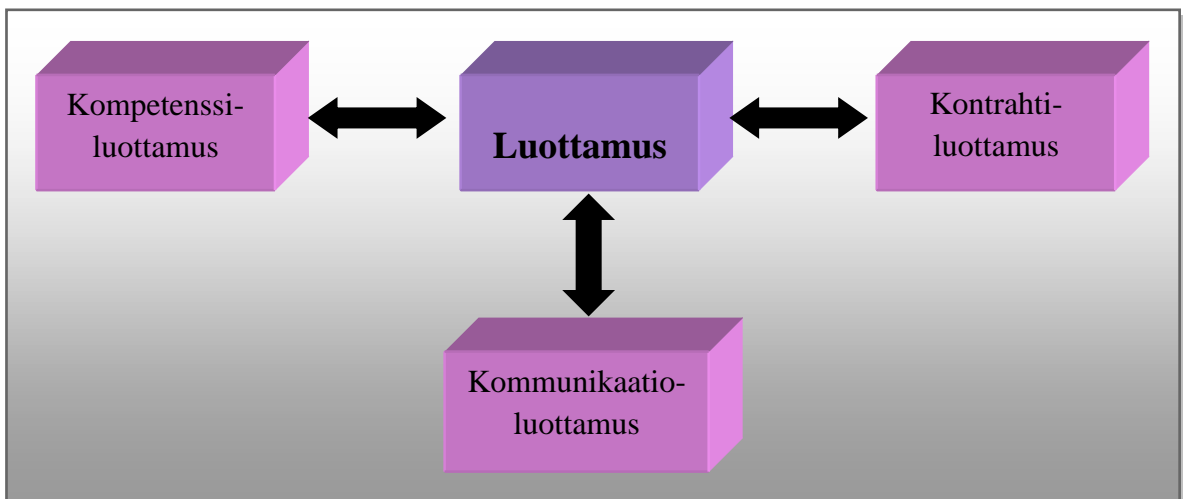 Kompetenssi-
luottamus
Luottamus
Kontrahti-
luottamus
Kommunikaatio-
luottamus